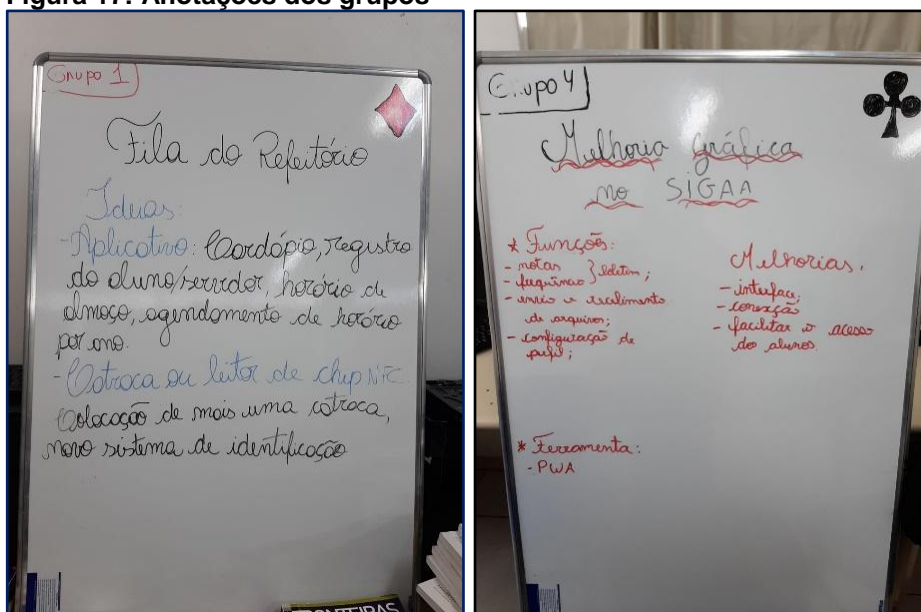 Figura 17: Anotações dos grupos
Grupo 1
Fila do Refeitório
Ideias:
- Aplicativo: Cardápio, registro
do aluno/servidor, horário de
almoço, agendamento de horário
por ano.
- Catraca ou leitor de chip NFC.
Colocação de mais uma catraca,
novo sistema de identificação
Grupo 4
Melhoria gráfica
no SIGAA
* Funções:
- notas } boletim;
- frequência
- envio e recebimento
de arquivos;
- configuração de
perfil;
Melhorias.
- interface;
- conexção
- facilitar o acesso
dos alunos.
* Ferramenta:
- PWA